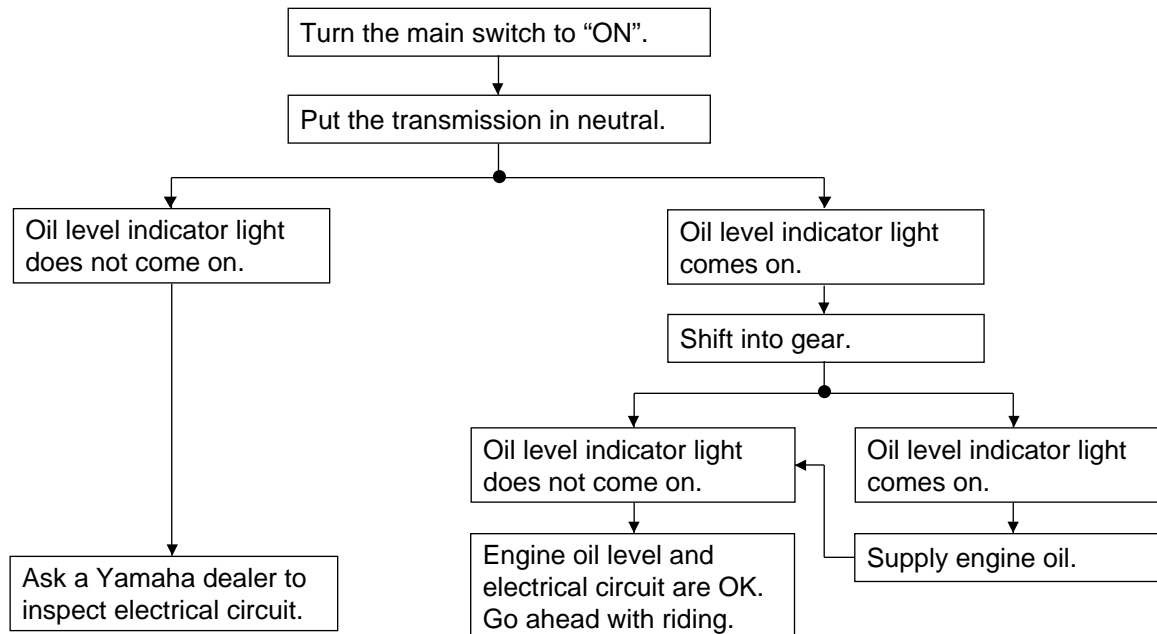 Turn the main switch to “ON”.
Put the transmission in neutral.
Oil level indicator light
does not come on.
Oil level indicator light
comes on.
Shift into gear.
Oil level indicator light
does not come on.
Oil level indicator light
comes on.
Ask a Yamaha dealer to
inspect electrical circuit.
Engine oil level and
electrical circuit are OK.
Go ahead with riding.
Supply engine oil.